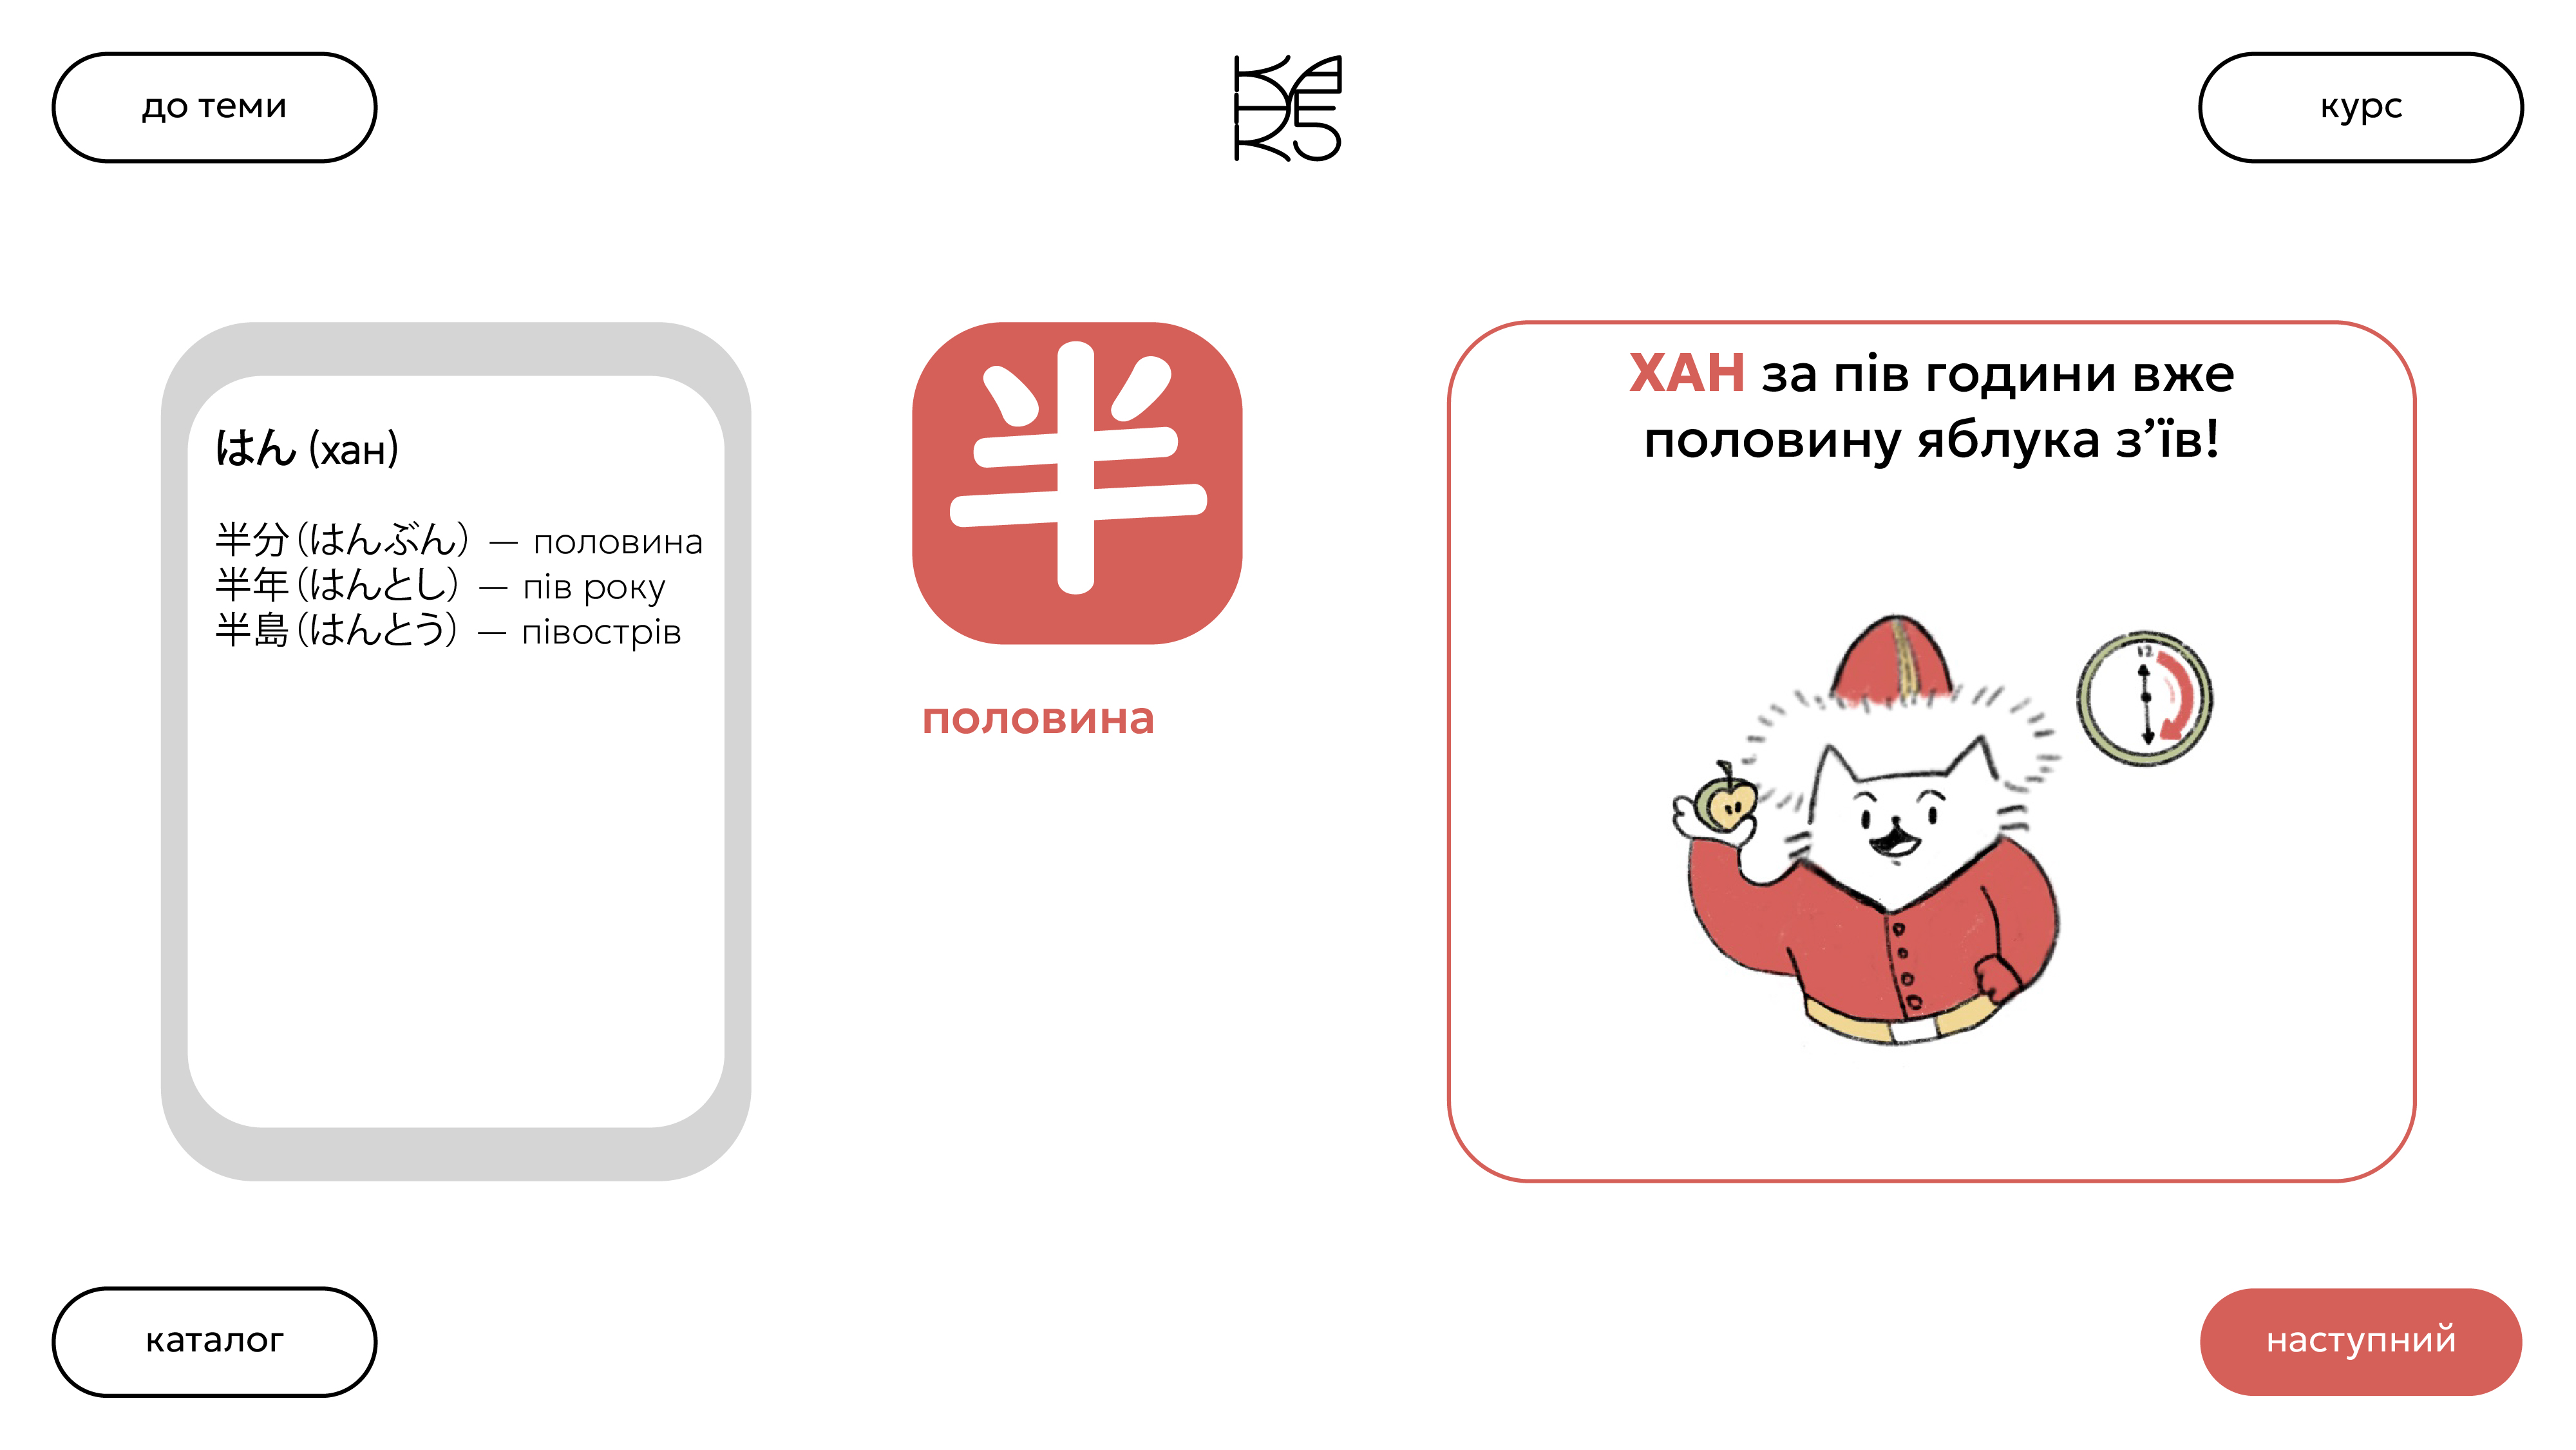 до теми
курс
はん (хан)
半分（はんぶん） — половина
半年（はんとし） — пів року
半島（はんとう） — півострів
半
половина
ХАН за пів години вже
половину яблука з’їв!
12
каталог
наступний